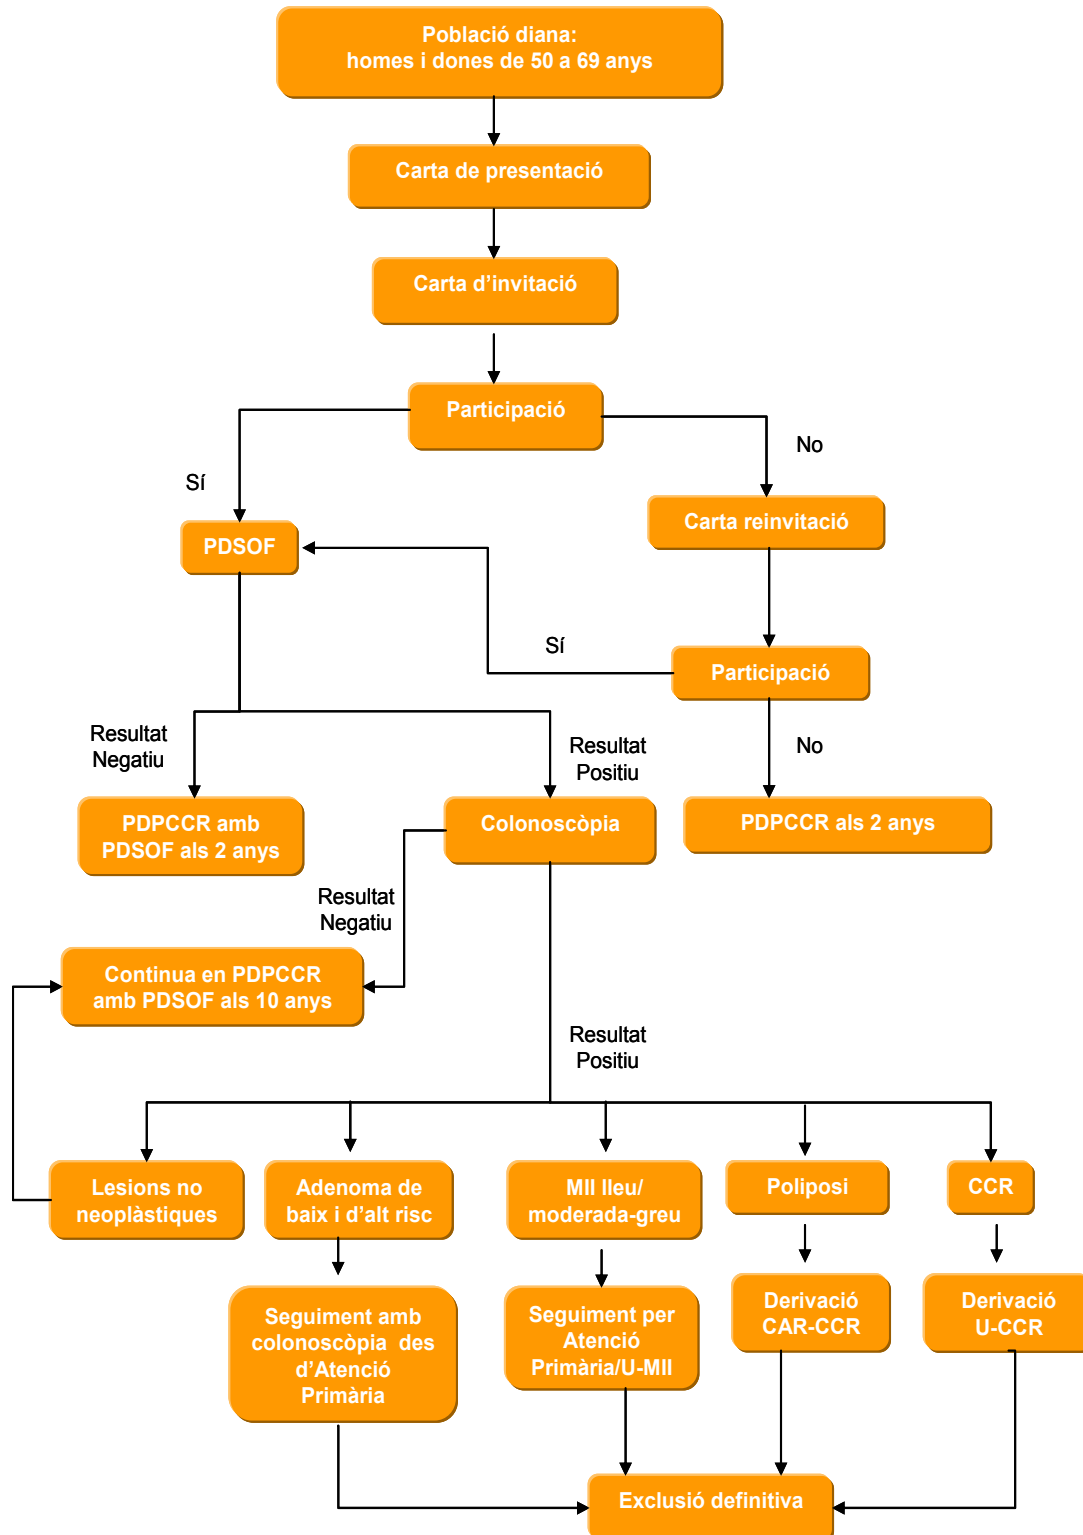 Població diana:
homes i dones de 50 a 69 anys
Carta de presentació
Carta d'invitació
Participació
No
Sí
Carta reinvitació
PDSOF
Sí
Participació
Resultat
Negatiu
Resultat
Positiu
No
PDPCCR amb
PDSOF als 2 anys
Colonoscòpia
PDPCCR als 2 anys
Resultat
Negatiu
Continua en PDPCCR
amb PDSOF als 10 anys
Resultat
Positiu
Lesions no
neoplàstiques
Adenoma de
baix i d'alt risc
MII lleu/
moderada-greu
Poliposi
CCR
Seguiment amb
colonoscòpia des
d'Atenció
Primària
Seguiment per
Atenció
Primària/U-MII
Derivació
CAR-CCR
Derivació
U-CCR
Exclusió definitiva